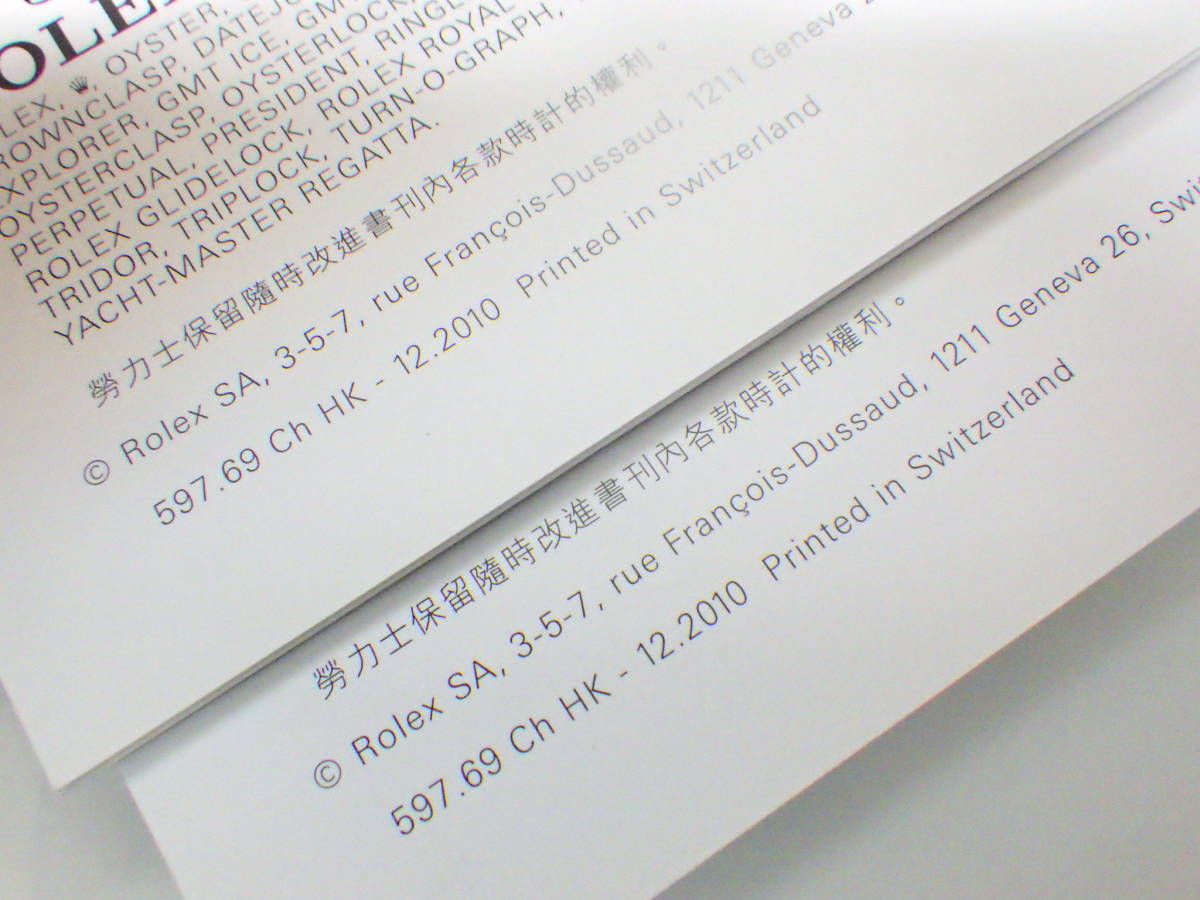 LEX, ♛, OYSTER,
ROWNCLASP, DATEJU
EXPLORER, GMT ICE, GM
OYSTERCLASP, OYSTERLOCK
PERPETUAL, PRESIDENT, RINGL
ROLEX GLIDELOCK, ROLEX ROYAL
TRIDOR, TRIPLOCK, TURN-O-GRAPH,
YACHT-MASTER REGATTA.
勞力士保留隨時改進書刊內各款時計的權利。
© Rolex SA, 3-5-7, rue François-Dussaud, 1211 Geneva 2
597.69 Ch HK - 12.2010 Printed in Switzerland
勞力士保留隨時改進書刊內各款時計的權利。
© Rolex SA, 3-5-7, rue François-Dussaud, 1211 Geneva 26, Swi
597.69 Ch HK - 12.2010 Printed in Switzerland